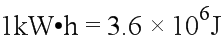 1kW•h = 3.6 × 10⁶J